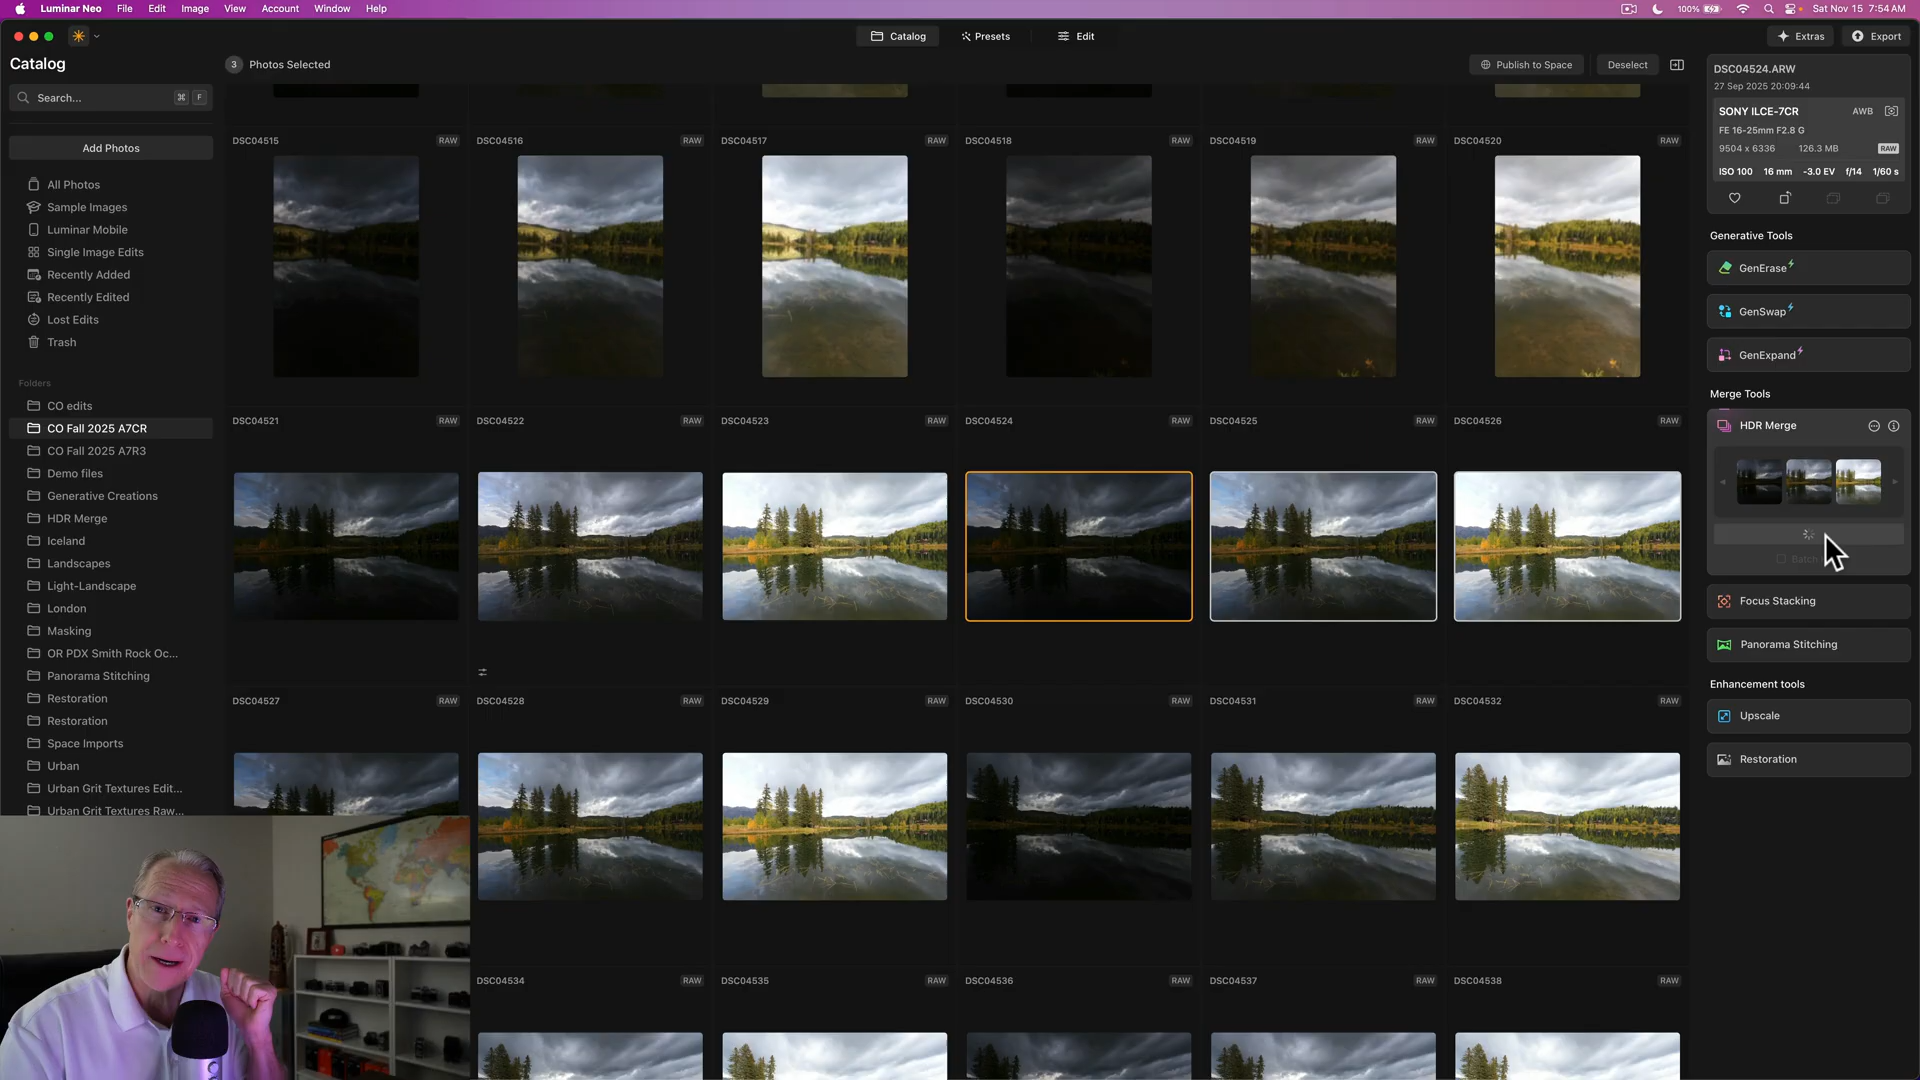 Luminar Neo File Edit Image View Account Window Help
100% Sat Nov 15 7:54 AM
Catalog Presets Edit
Extras Export
Catalog
3 Photos Selected
Publish to Space Deselect
Search... ⌘ F
Add Photos
All Photos
Sample Images
Luminar Mobile
Single Image Edits
Recently Added
Recently Edited
Lost Edits
Trash
Folders
CO edits
CO Fall 2025 A7CR
CO Fall 2025 A7R3
Demo files
Generative Creations
HDR Merge
Iceland
Landscapes
Light-Landscape
London
Masking
OR PDX Smith Rock Oc...
Panorama Stitching
Restoration
Restoration
Space Imports
Urban
Urban Grit Textures Edit...
Urban Grit Textures Raw...
DSC04515 RAW DSC04516 RAW DSC04517 RAW DSC04518 RAW DSC04519 RAW DSC04520 RAW
DSC04521 RAW DSC04522 RAW DSC04523 RAW DSC04524 RAW DSC04525 RAW DSC04526 RAW
DSC04527 RAW DSC04528 RAW DSC04529 RAW DSC04530 RAW DSC04531 RAW DSC04532 RAW
DSC04534 RAW DSC04535 RAW DSC04536 RAW DSC04537 RAW DSC04538 RAW
DSC04524.ARW
27 Sep 2025 20:09:44
SONY ILCE-7CR AWB
FE 16-25mm F2.8 G
9504 x 6336 126.3 MB RAW
ISO 100 16 mm -3.0 EV f/14 1/60 s
Generative Tools
GenErase
GenSwap
GenExpand
Merge Tools
HDR Merge
Batch
Focus Stacking
Panorama Stitching
Enhancement tools
Upscale
Restoration